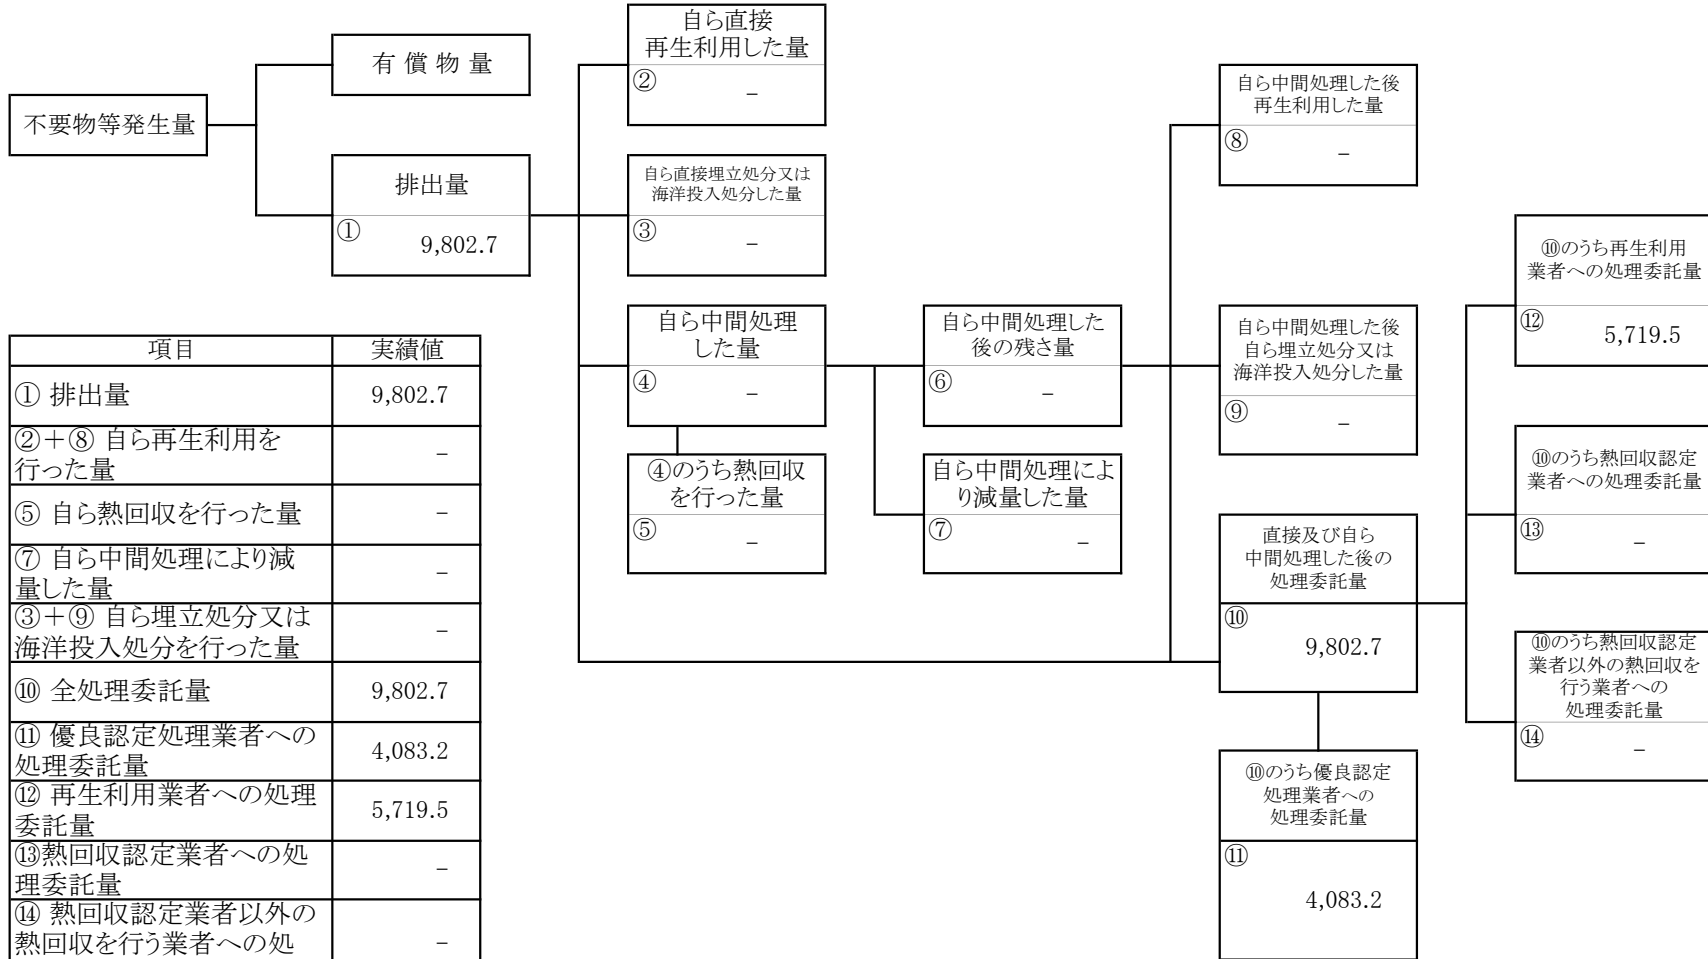 不要物等発生量
有 償 物 量
排出量
①
9,802.7
自ら直接
再生利用した量
②
－
自ら直接埋立処分又は
海洋投入処分した量
③
－
自ら中間処理
した量
④
－
④のうち熱回収
を行った量
⑤
－
自ら中間処理した
後の残さ量
⑥
－
自ら中間処理によ
り減量した量
⑦
－
自ら中間処理した後
再生利用した量
⑧
－
自ら中間処理した後
自ら埋立処分又は
海洋投入処分した量
⑨
－
直接及び自ら
中間処理した後の
処理委託量
⑩
9,802.7
⑩のうち優良認定
処理業者への
処理委託量
⑪
4,083.2
⑩のうち再生利用
業者への処理委託量
⑫
5,719.5
⑩のうち熱回収認定
業者への処理委託量
⑬
－
⑩のうち熱回収認定
業者以外の熱回収を
行う業者への
処理委託量
⑭
－
項目 実績値
① 排出量 9,802.7
②＋⑧ 自ら再生利用を
行った量 －
⑤ 自ら熱回収を行った量 －
⑦ 自ら中間処理により減
量した量 －
③＋⑨ 自ら埋立処分又は
海洋投入処分を行った量 －
⑩ 全処理委託量 9,802.7
⑪ 優良認定処理業者への
処理委託量 4,083.2
⑫ 再生利用業者への処理
委託量 5,719.5
⑬熱回収認定業者への処
理委託量 －
⑭ 熱回収認定業者以外の
熱回収を行う業者への処 －